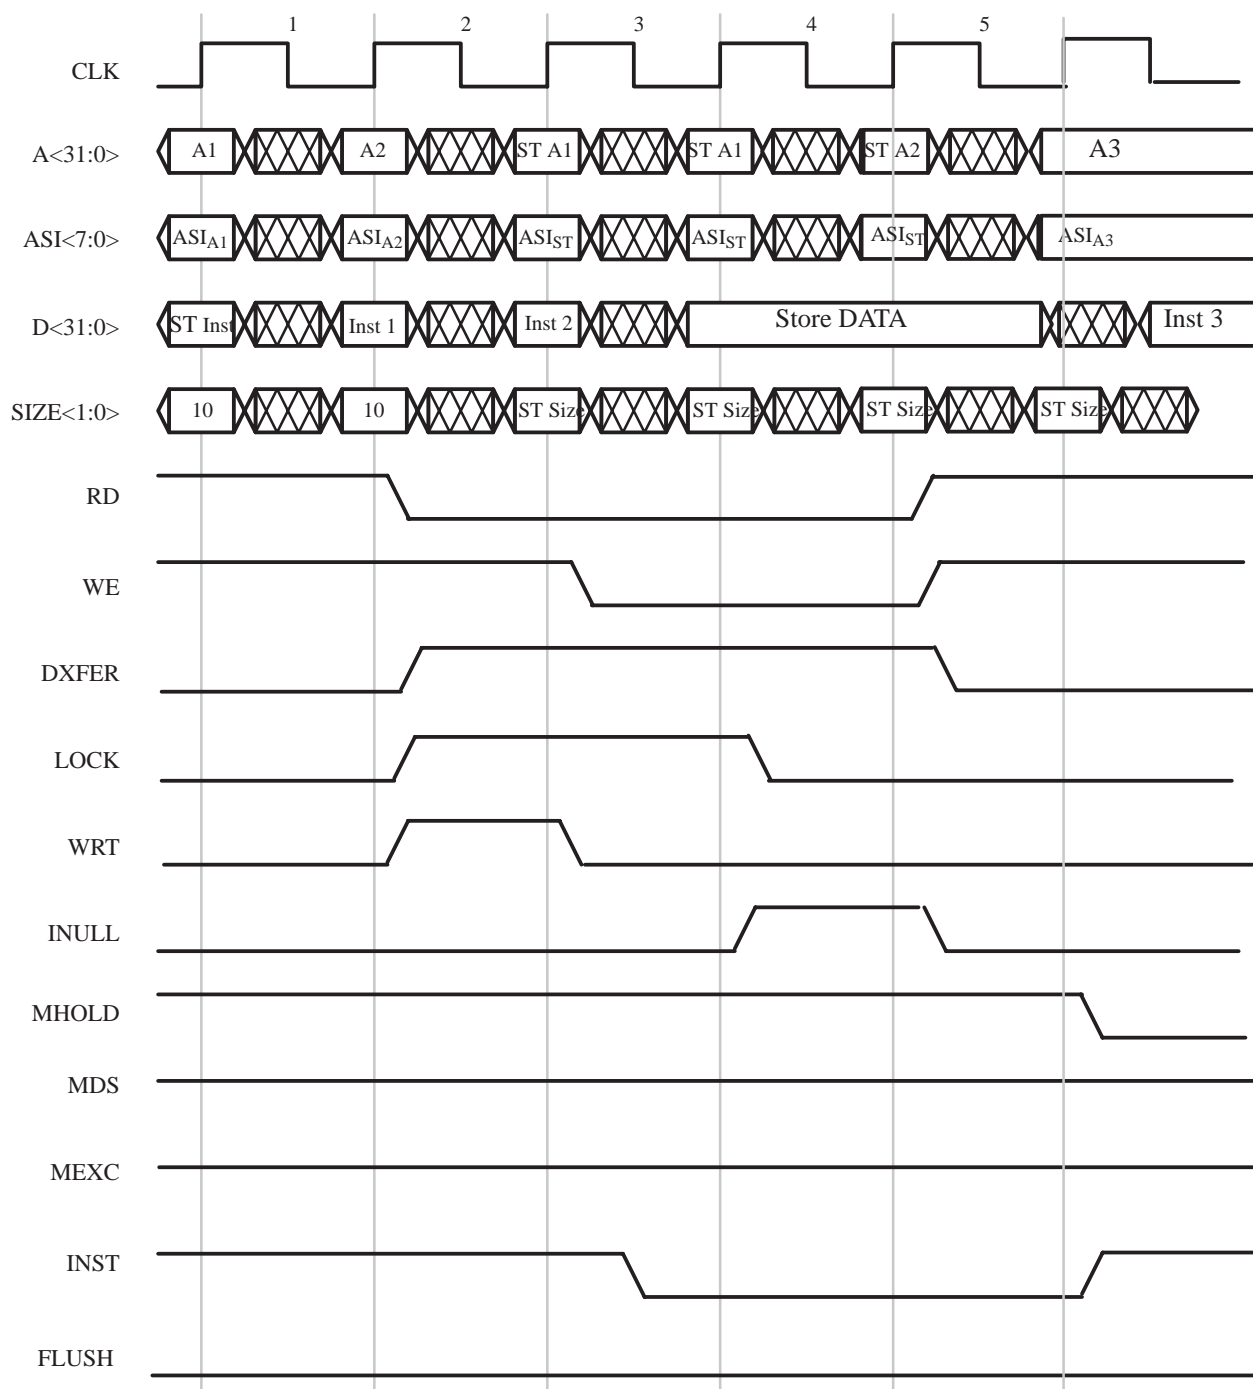 1 2 3 4 5
CLK
A<31:0> A1 A2 ST A1 ST A1 ST A2 A3
ASI<7:0> ASIA1 ASIA2 ASIST ASIST ASIST ASIA3
D<31:0> ST Inst Inst 1 Inst 2 Store DATA Inst 3
SIZE<1:0> 10 10 ST Size ST Size ST Size ST Size
RD
WE
DXFER
LOCK
WRT
INULL
MHOLD
MDS
MEXC
INST
FLUSH